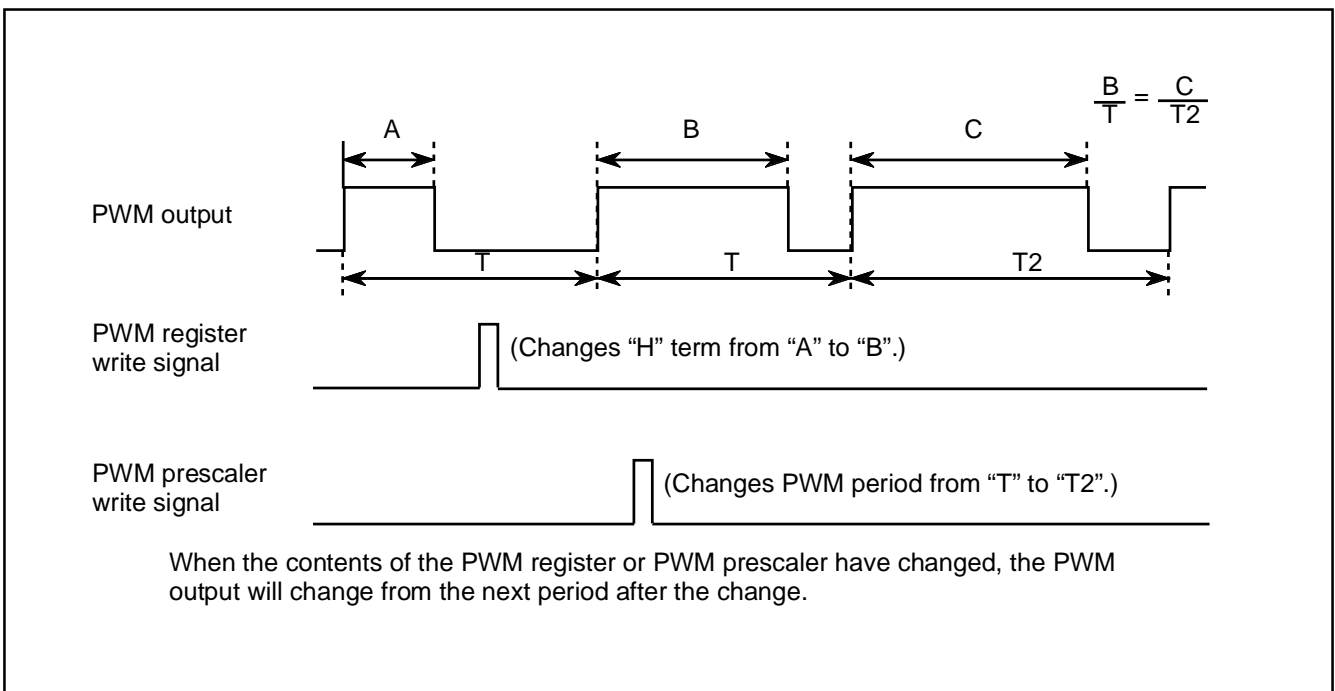 B/T = C/T2
A
B
C
PWM output
T
T
T2
PWM register
write signal
(Changes “H” term from “A” to “B”.)
PWM prescaler
write signal
(Changes PWM period from “T” to “T2”.)
When the contents of the PWM register or PWM prescaler have changed, the PWM
output will change from the next period after the change.